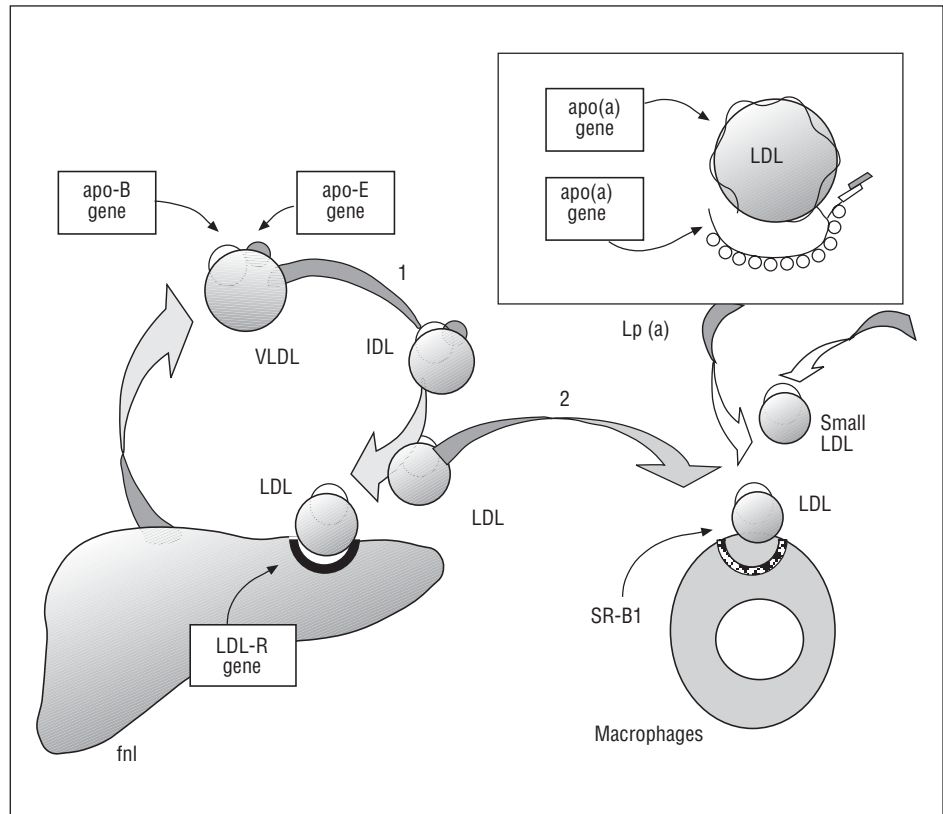 apo(a)
gene
LDL
apo(a)
gene
apo-B
gene
apo-E
gene
1
VLDL
IDL
Lp (a)
2
Small
LDL
LDL
LDL
LDL
SR-B1
LDL-R
gene
Macrophages
fnl